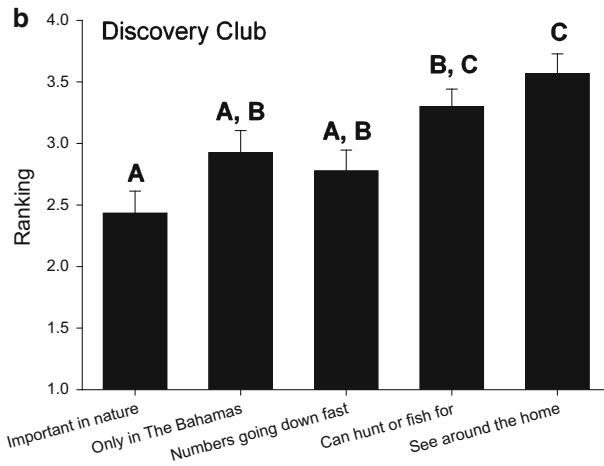 b
Discovery Club
4.0
3.5
3.0
2.5
2.0
1.5
1.0
Ranking
A
A, B
A, B
B, C
C
Important in nature
Only in The Bahamas
Numbers going down fast
Can hunt or fish for
See around the home